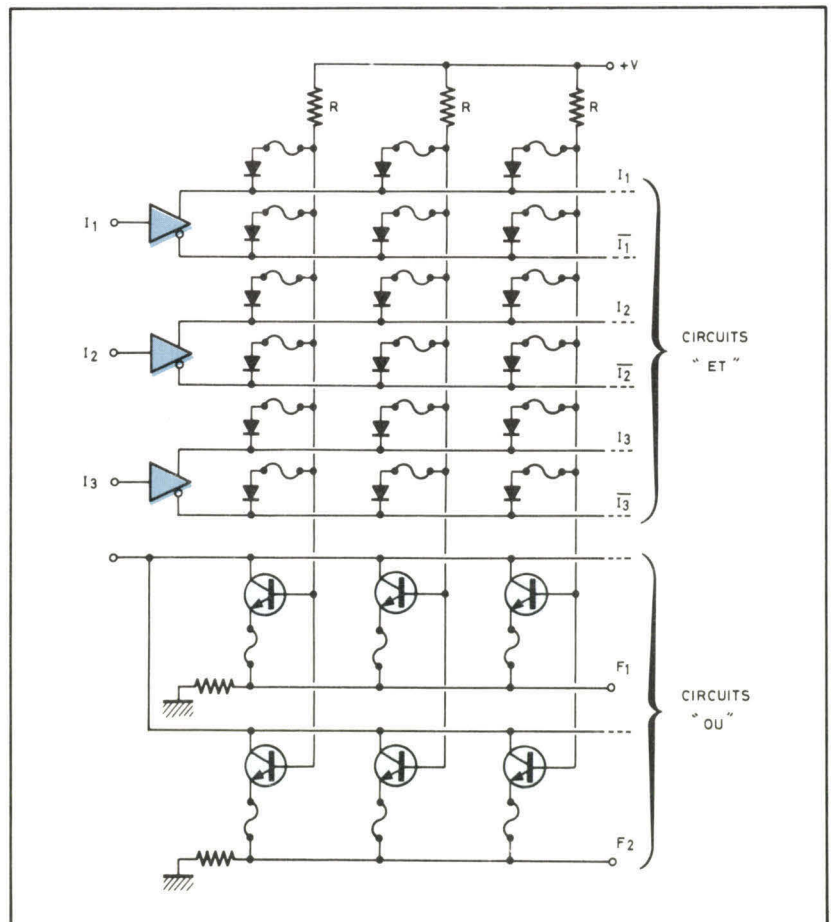 +V
R
R
R
I1
I1
I1
I2
I2
I2
I3
I3
I3
CIRCUITS
" ET "
F1
CIRCUITS
" OU "
F2